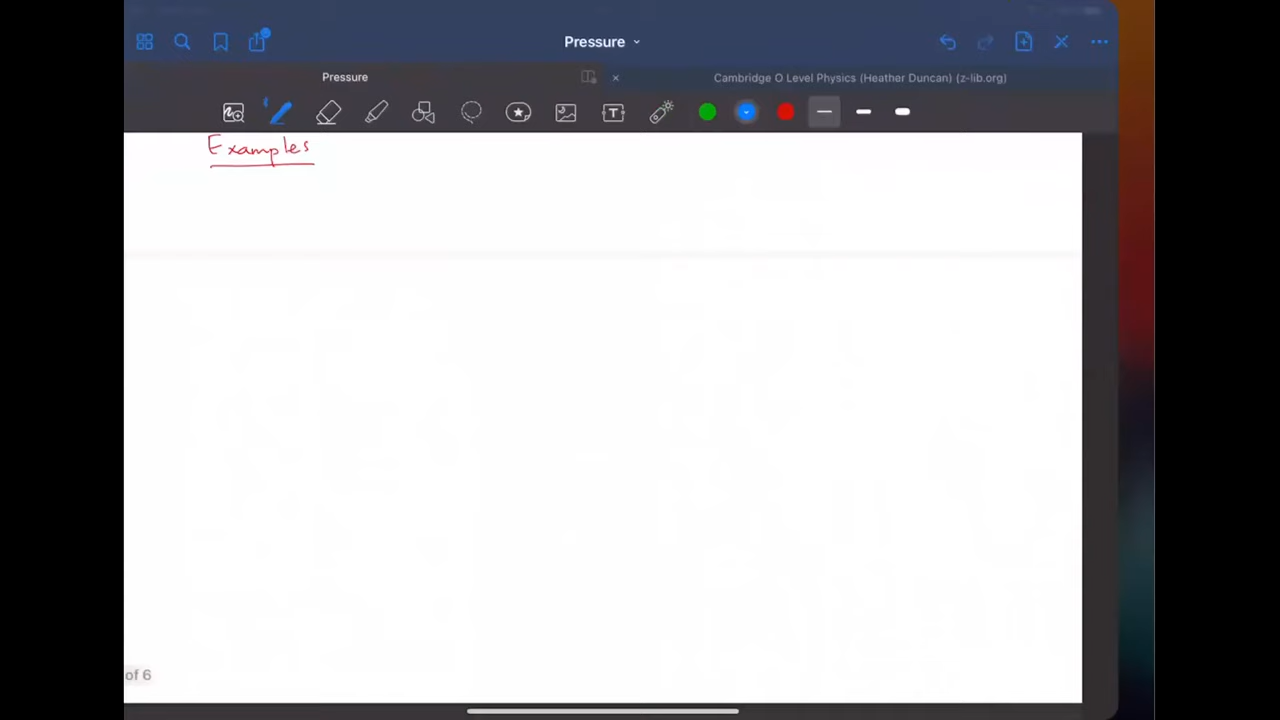 Pressure
Pressure
Cambridge O Level Physics (Heather Duncan) (z-lib.org)
T
Examples
of 6